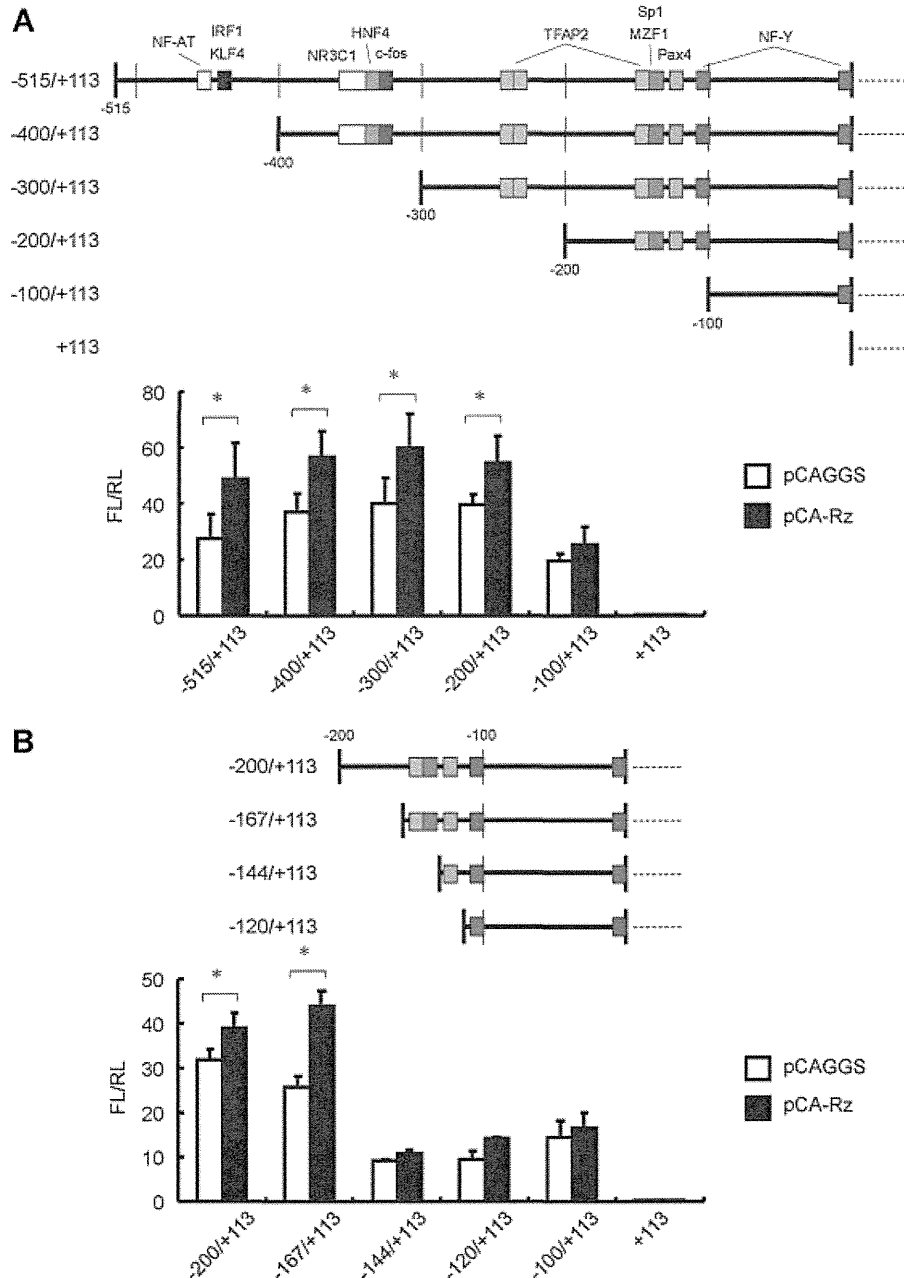 A
Sp1
IRF1 HNF4 TFAP2 MZF1 NF-Y
NF-AT KLF4 NR3C1 c-fos Pax4
-515/+113
-515
-400/+113
-400
-300/+113
-300
-200/+113
-200
-100/+113
-100
+113
80
60
40
20
0
FL/RL
* * * *
pCAGGS
pCA-Rz
-515/+113 -400/+113 -300/+113 -200/+113 -100/+113 +113
B
-200 -100
-200/+113
-167/+113
-144/+113
-120/+113
50
40
30
20
10
0
FL/RL
* *
pCAGGS
pCA-Rz
-200/+113 -167/+113 -144/+113 -120/+113 -100/+113 +113